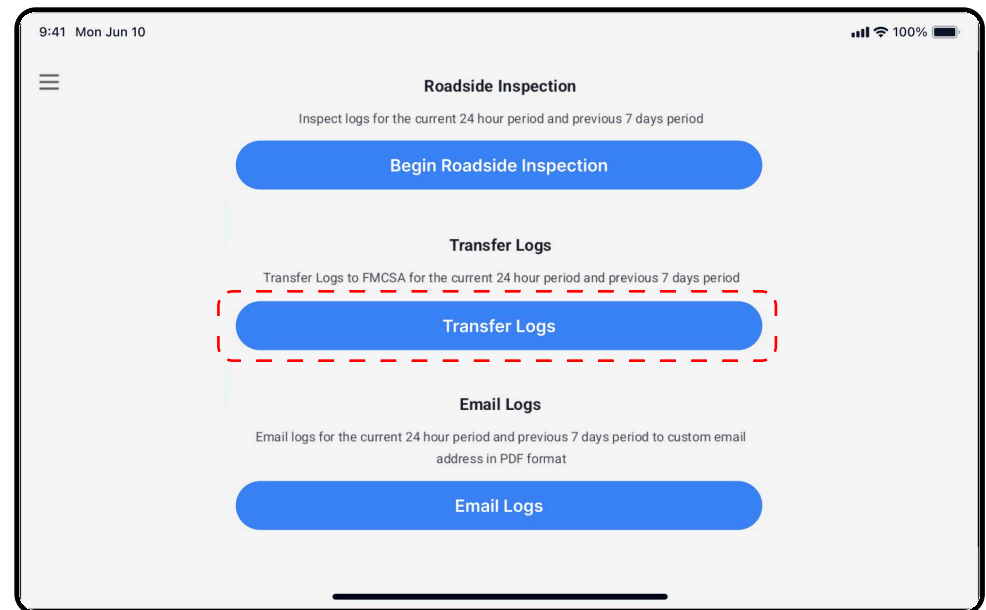 9:41 Mon Jun 10
100%
Roadside Inspection
Inspect logs for the current 24 hour period and previous 7 days period
Begin Roadside Inspection
Transfer Logs
Transfer Logs to FMCSA for the current 24 hour period and previous 7 days period
Transfer Logs
Email Logs
Email logs for the current 24 hour period and previous 7 days period to custom email
address in PDF format
Email Logs